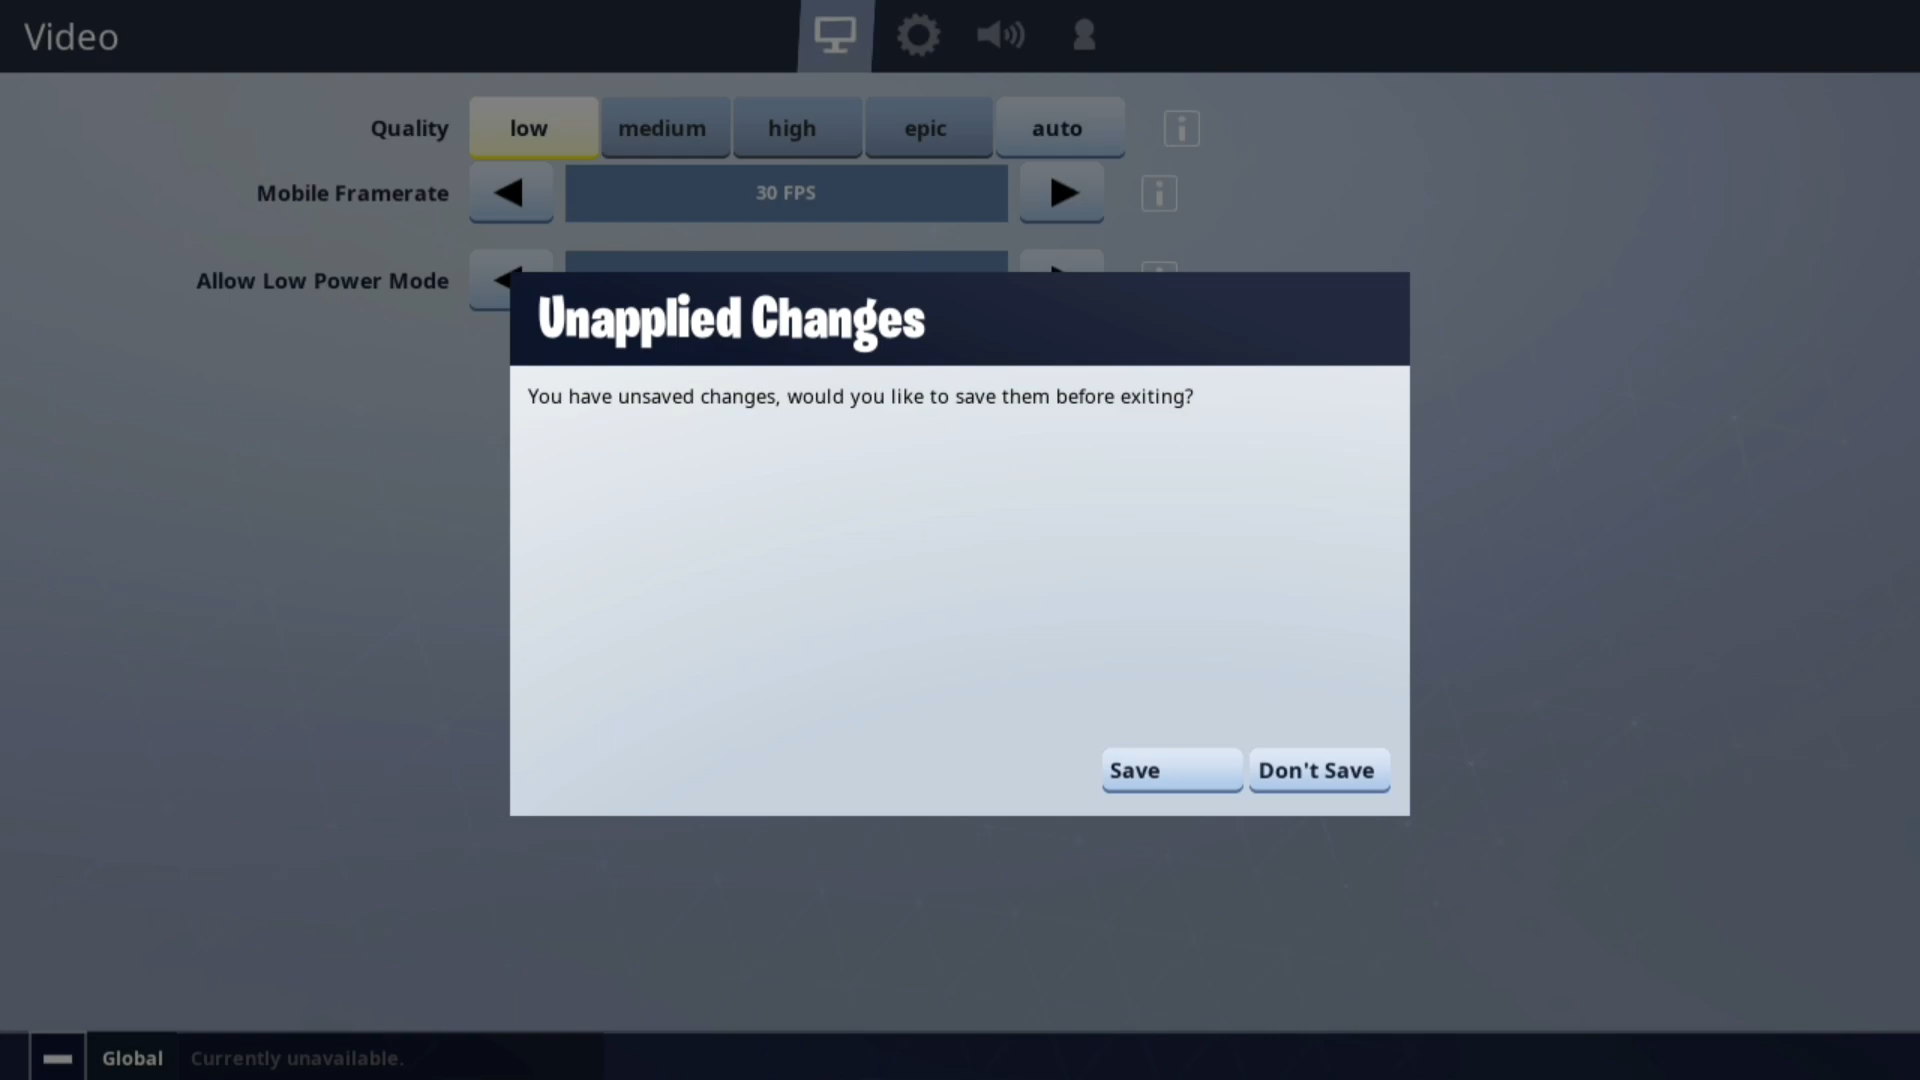 Video
Quality low medium high epic auto
Mobile Framerate 30 FPS
Allow Low Power Mode
Unapplied Changes
You have unsaved changes, would you like to save them before exiting?
Save Don't Save
Global Currently unavailable.